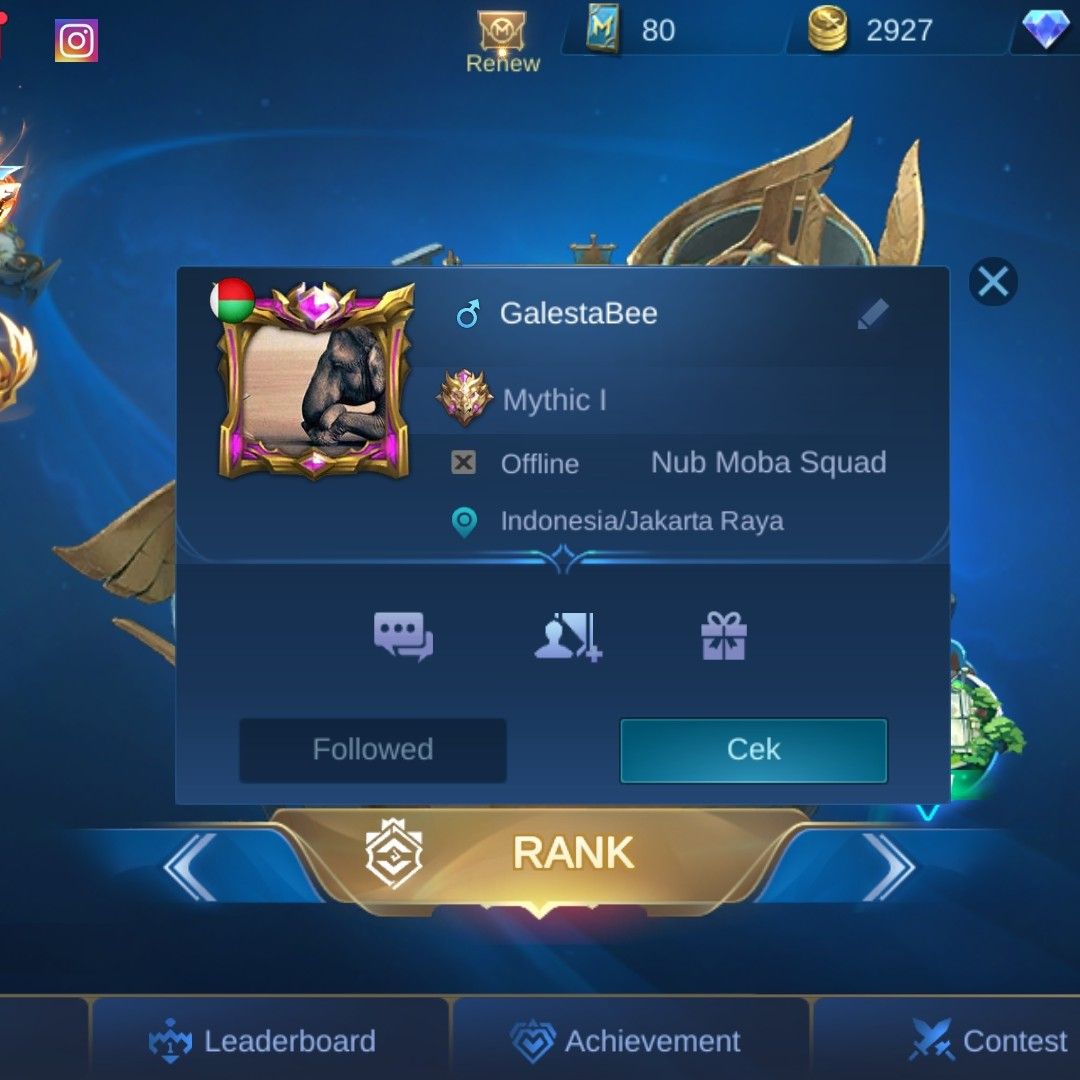 80
2927
Renew
GalestaBee
Mythic I
Offline
Nub Moba Squad
Indonesia/Jakarta Raya
Followed
Cek
RANK
Leaderboard
Achievement
Contest